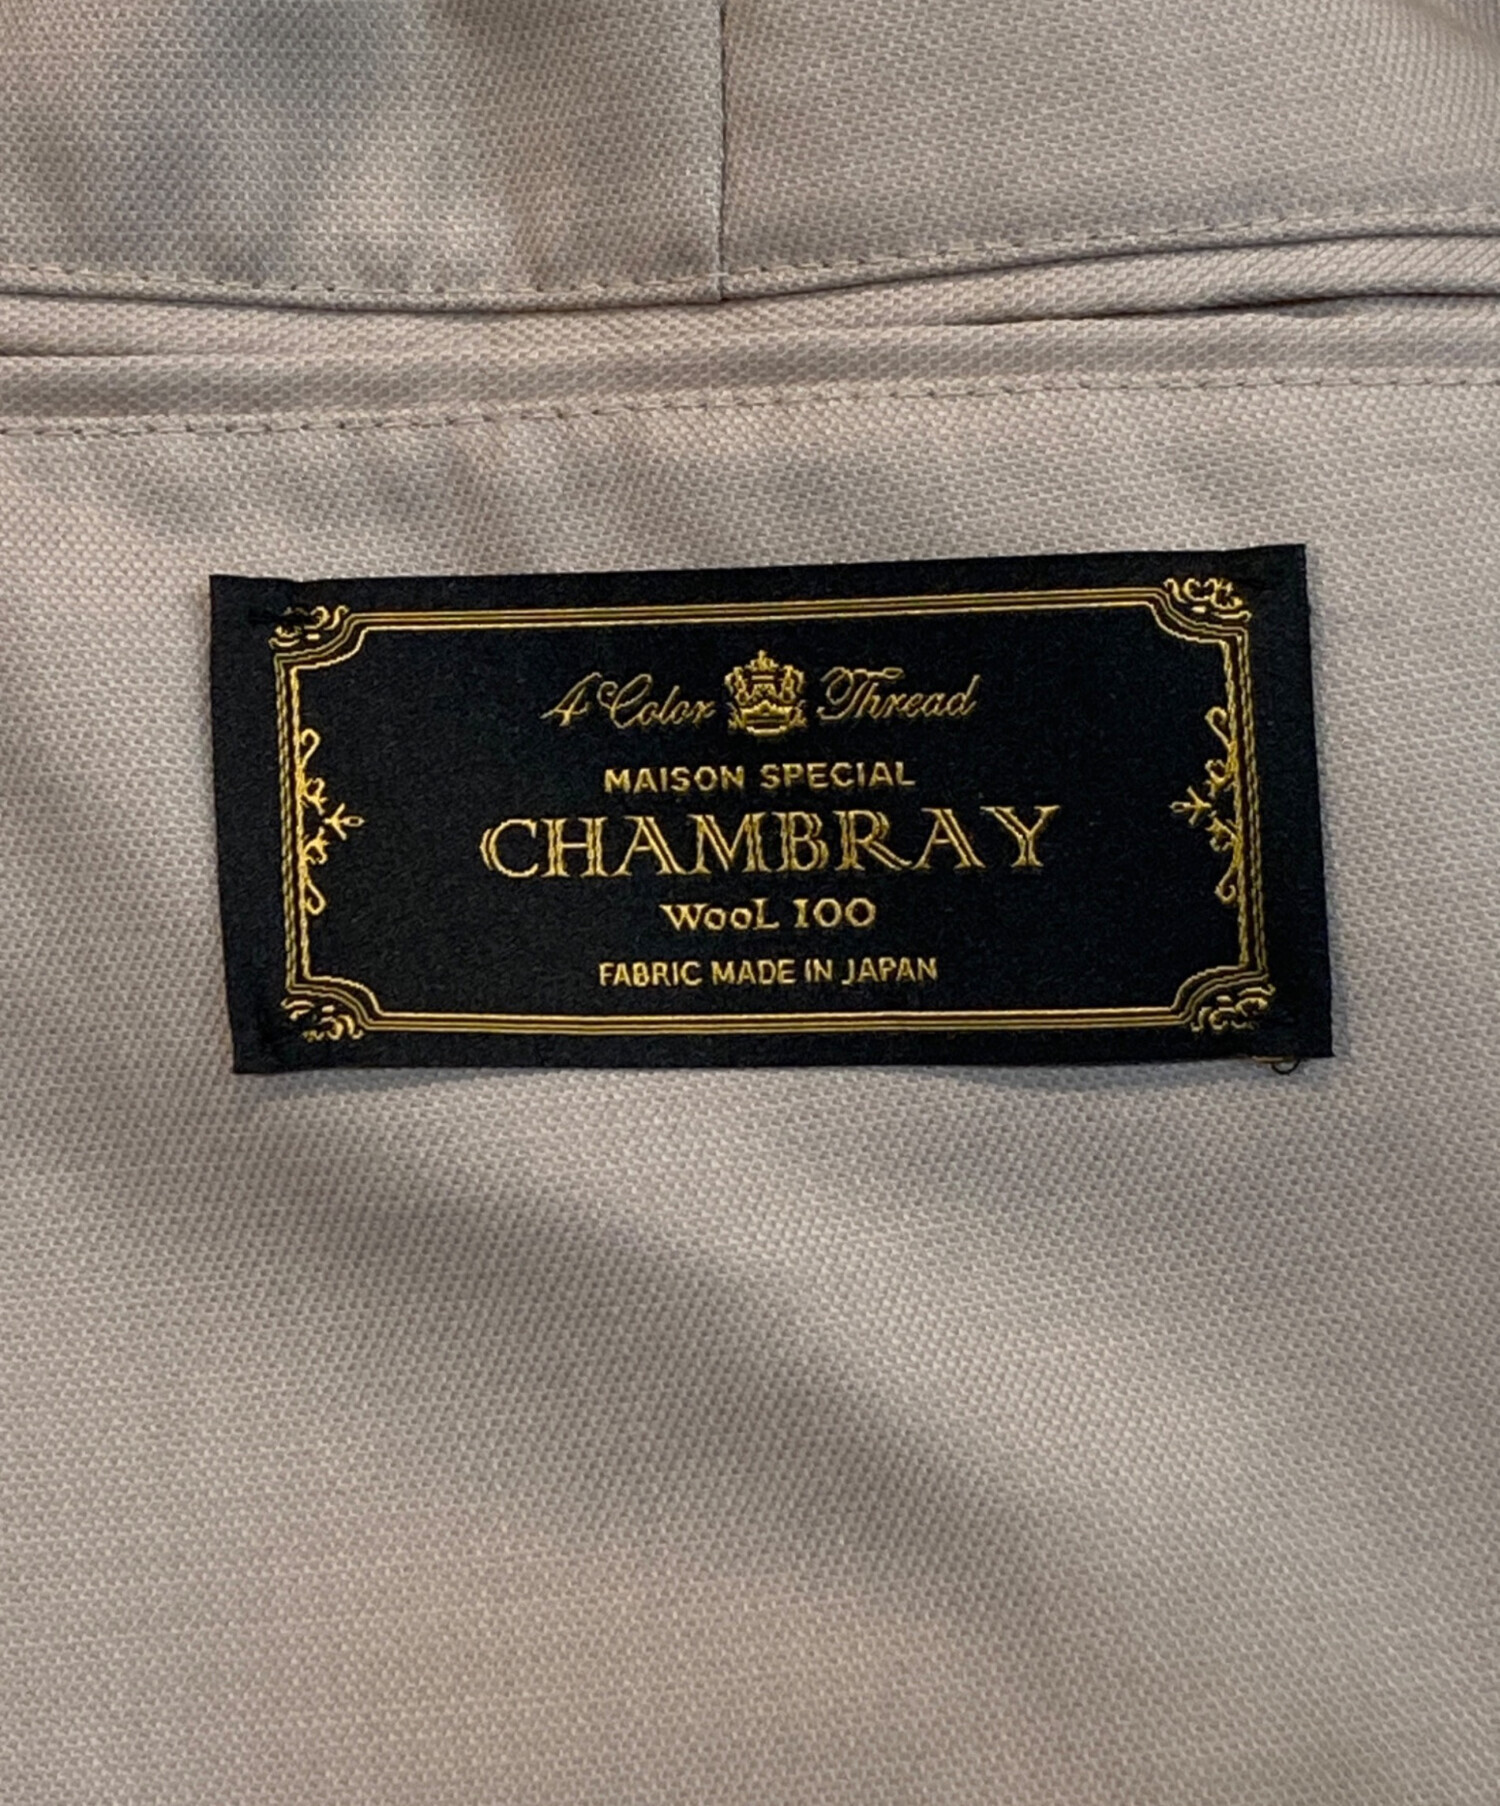 4 Color Thread
MAISON SPECIAL
CHAMBRAY
WOOL 100
FABRIC MADE IN JAPAN